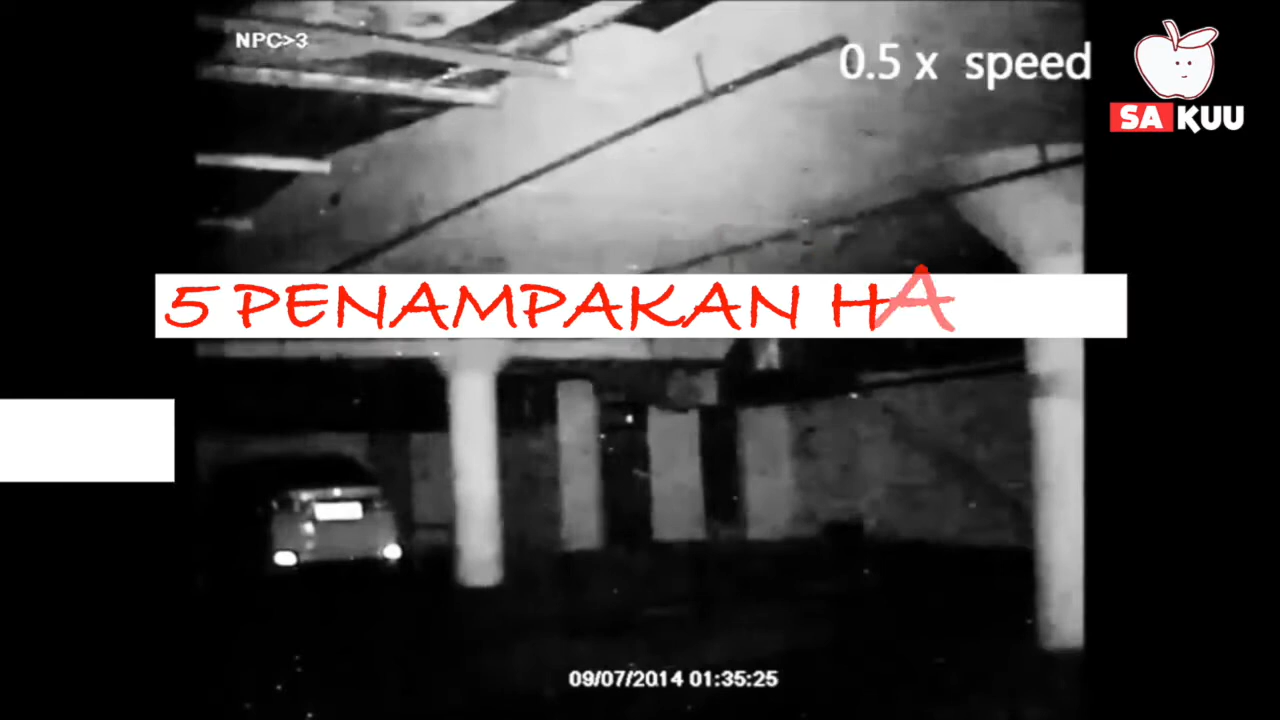 NPC>3
0.5 x speed
SA KUU
5 PENAMPAKAN HA
09/07/2014 01:35:25